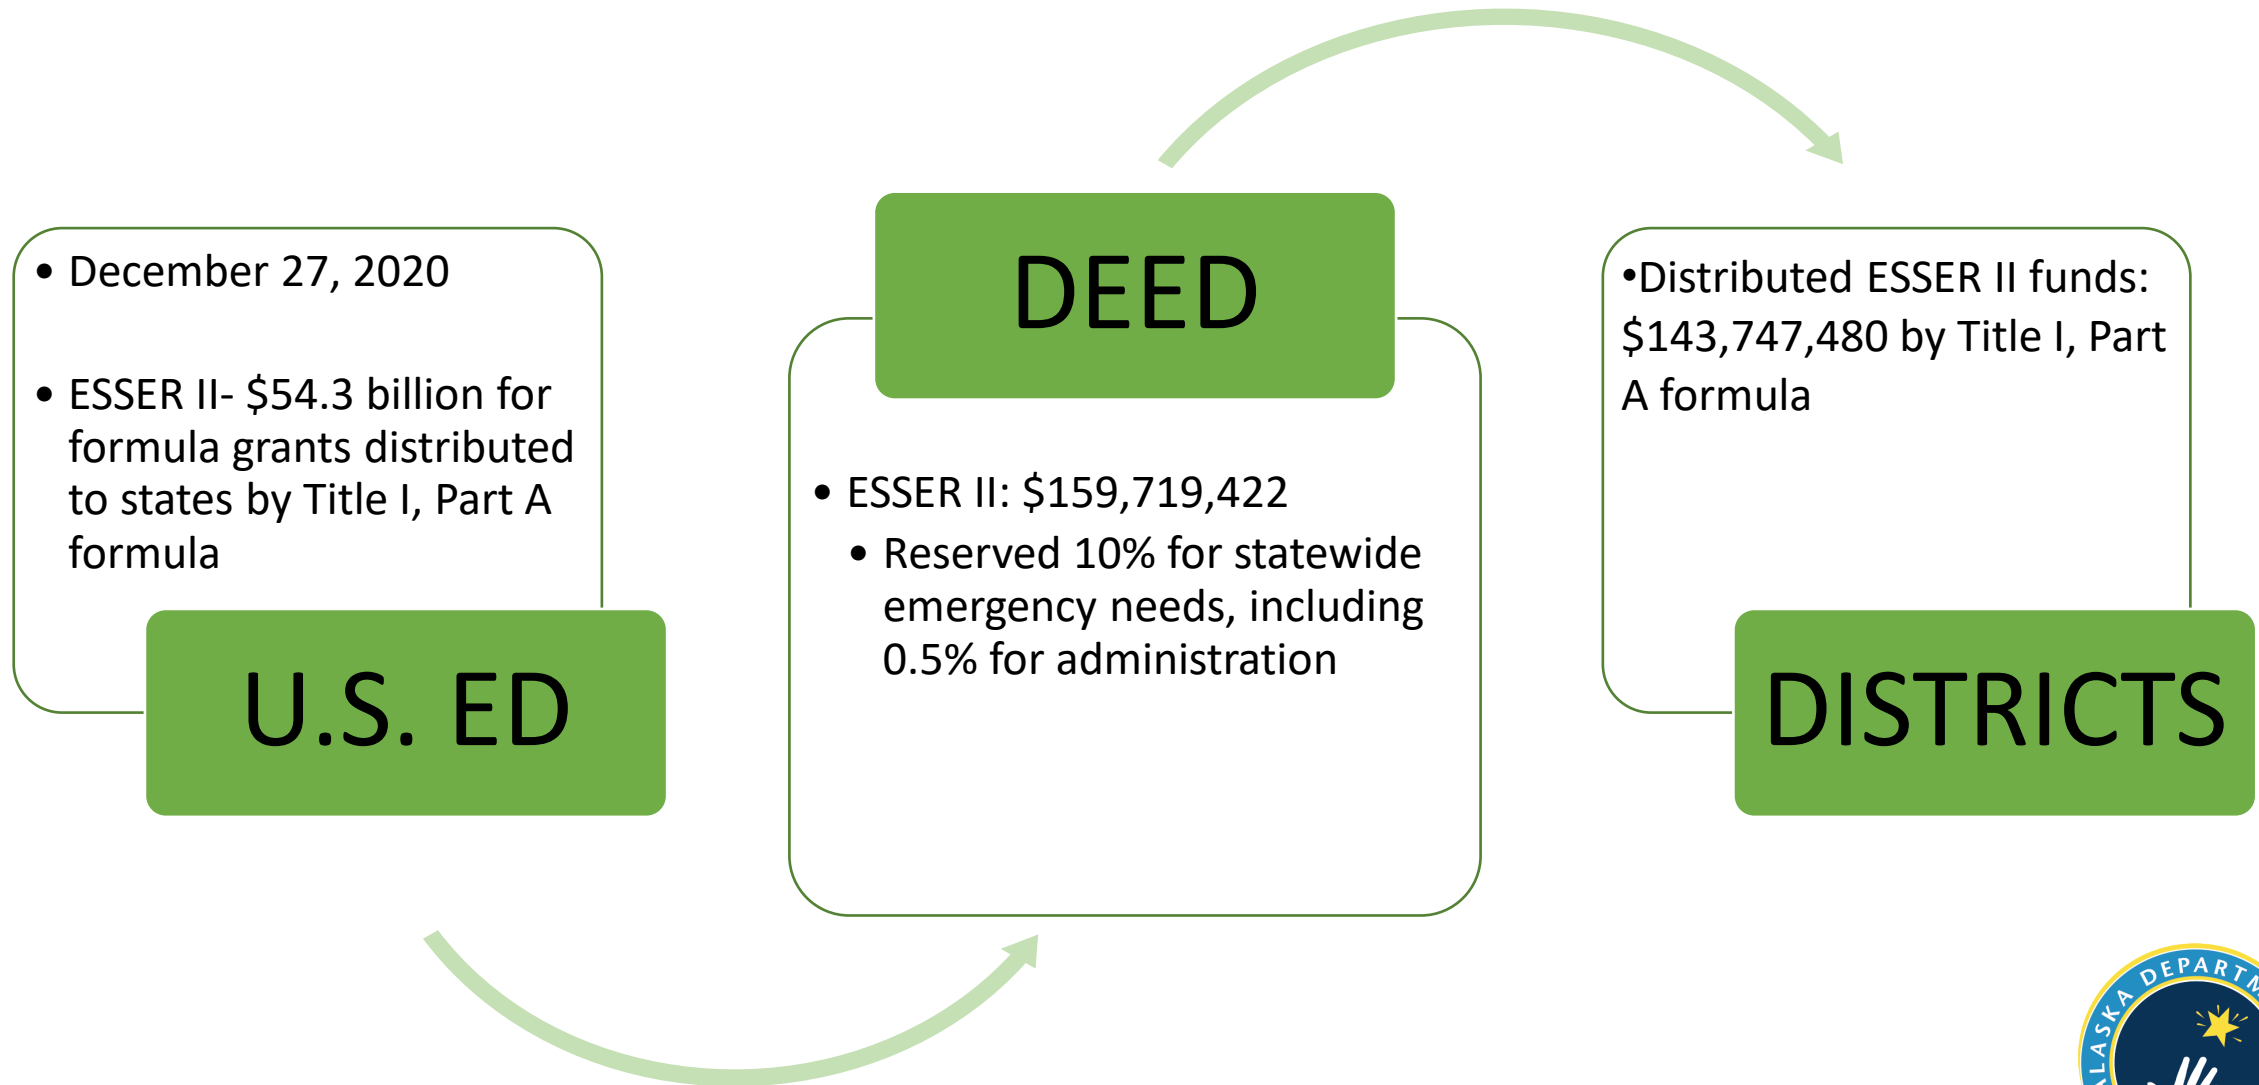 • December 27, 2020
• ESSER II- $54.3 billion for
formula grants distributed
to states by Title I, Part A
formula
U.S. ED
DEED
• ESSER II: $159,719,422
• Reserved 10% for statewide
emergency needs, including
0.5% for administration
•Distributed ESSER II funds:
$143,747,480 by Title I, Part
A formula
DISTRICTS